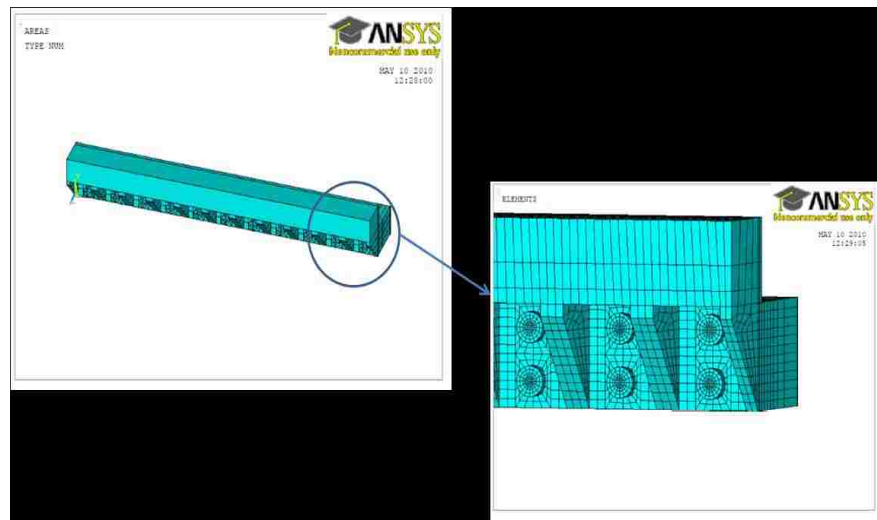 AREAS
TYPE NUM
ANSYS
Noncommercial use only
MAY 10 2010
12:28:00
ELEMENTS
ANSYS
Noncommercial use only
MAY 10 2010
12:29:05